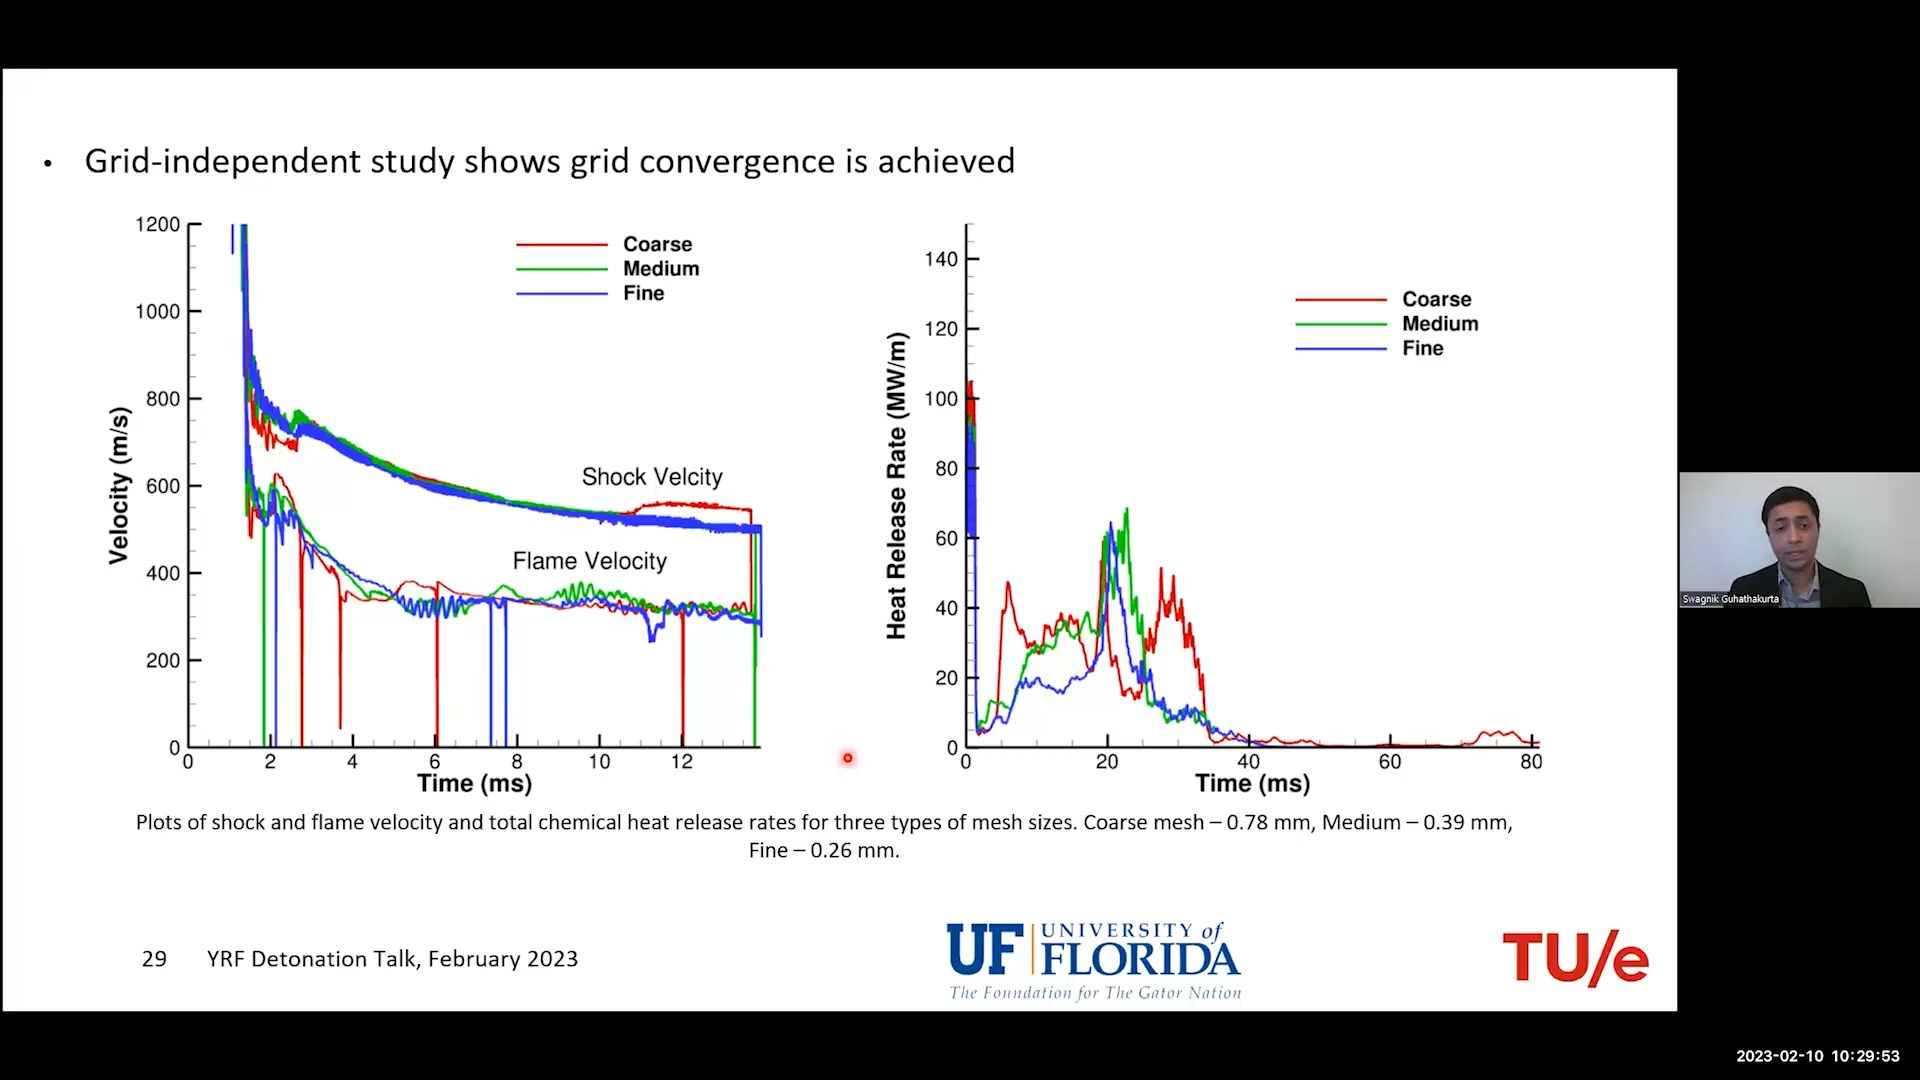 • Grid-independent study shows grid convergence is achieved
1200
1000
800
600
400
200
0
0 2 4 6 8 10 12
Velocity (m/s)
Time (ms)
Coarse
Medium
Fine
Shock Velcity
Flame Velocity
140
120
100
80
60
40
20
0
0 20 40 60 80
Heat Release Rate (MW/m)
Time (ms)
Coarse
Medium
Fine
Plots of shock and flame velocity and total chemical heat release rates for three types of mesh sizes. Coarse mesh – 0.78 mm, Medium – 0.39 mm,
Fine – 0.26 mm.
29 YRF Detonation Talk, February 2023
UF UNIVERSITY of
FLORIDA
The Foundation for The Gator Nation
TU/e
Swagnik Guhathakurta
2023-02-10 10:29:53